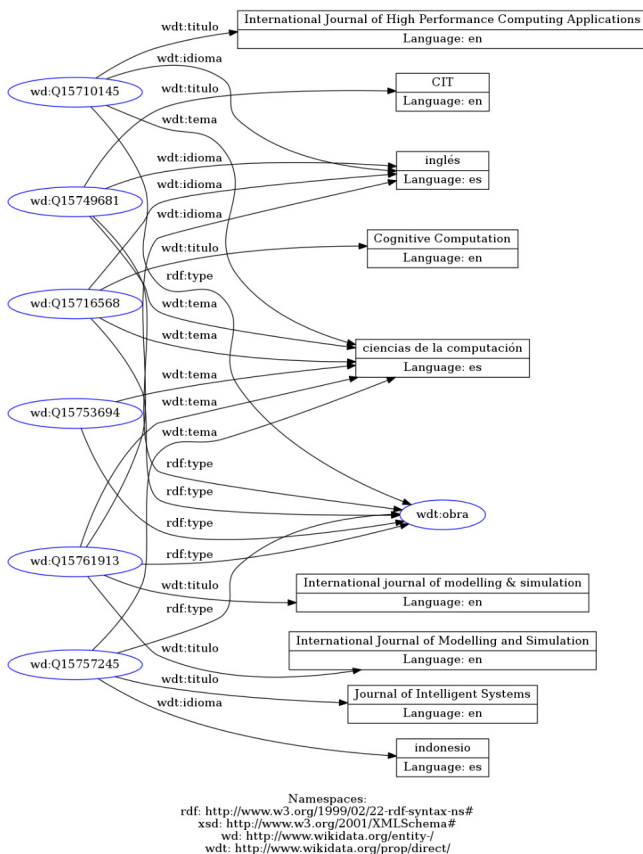 International Journal of High Performance Computing Applications
wdt:titulo
Language: en
wdt:idioma
CIT
wd:Q15710145
wdt:titulo
Language: en
wdt:tema
wdt:idioma
inglés
Language: es
wd:Q15749681
wdt:idioma
wdt:idioma
Cognitive Computation
wdt:titulo
Language: en
rdf:type
wd:Q15716568
wdt:tema
wdt:tema
ciencias de la computación
Language: es
wdt:tema
wd:Q15753694
wdt:tema
wdt:tema
rdf:type
rdf:type
wdt:obra
rdf:type
rdf:type
wd:Q15761913
wdt:titulo
International journal of modelling & simulation
Language: en
rdf:type
International Journal of Modelling and Simulation
wdt:titulo
Language: en
wd:Q15757245
wdt:titulo
Journal of Intelligent Systems
wdt:idioma
Language: en
indonesio
Language: es
Namespaces:
rdf: http://www.w3.org/1999/02/22-rdf-syntax-ns#
xsd: http://www.w3.org/2001/XMLSchema#
wd: http://www.wikidata.org/entity-/
wdt: http://www.wikidata.org/prop/direct/